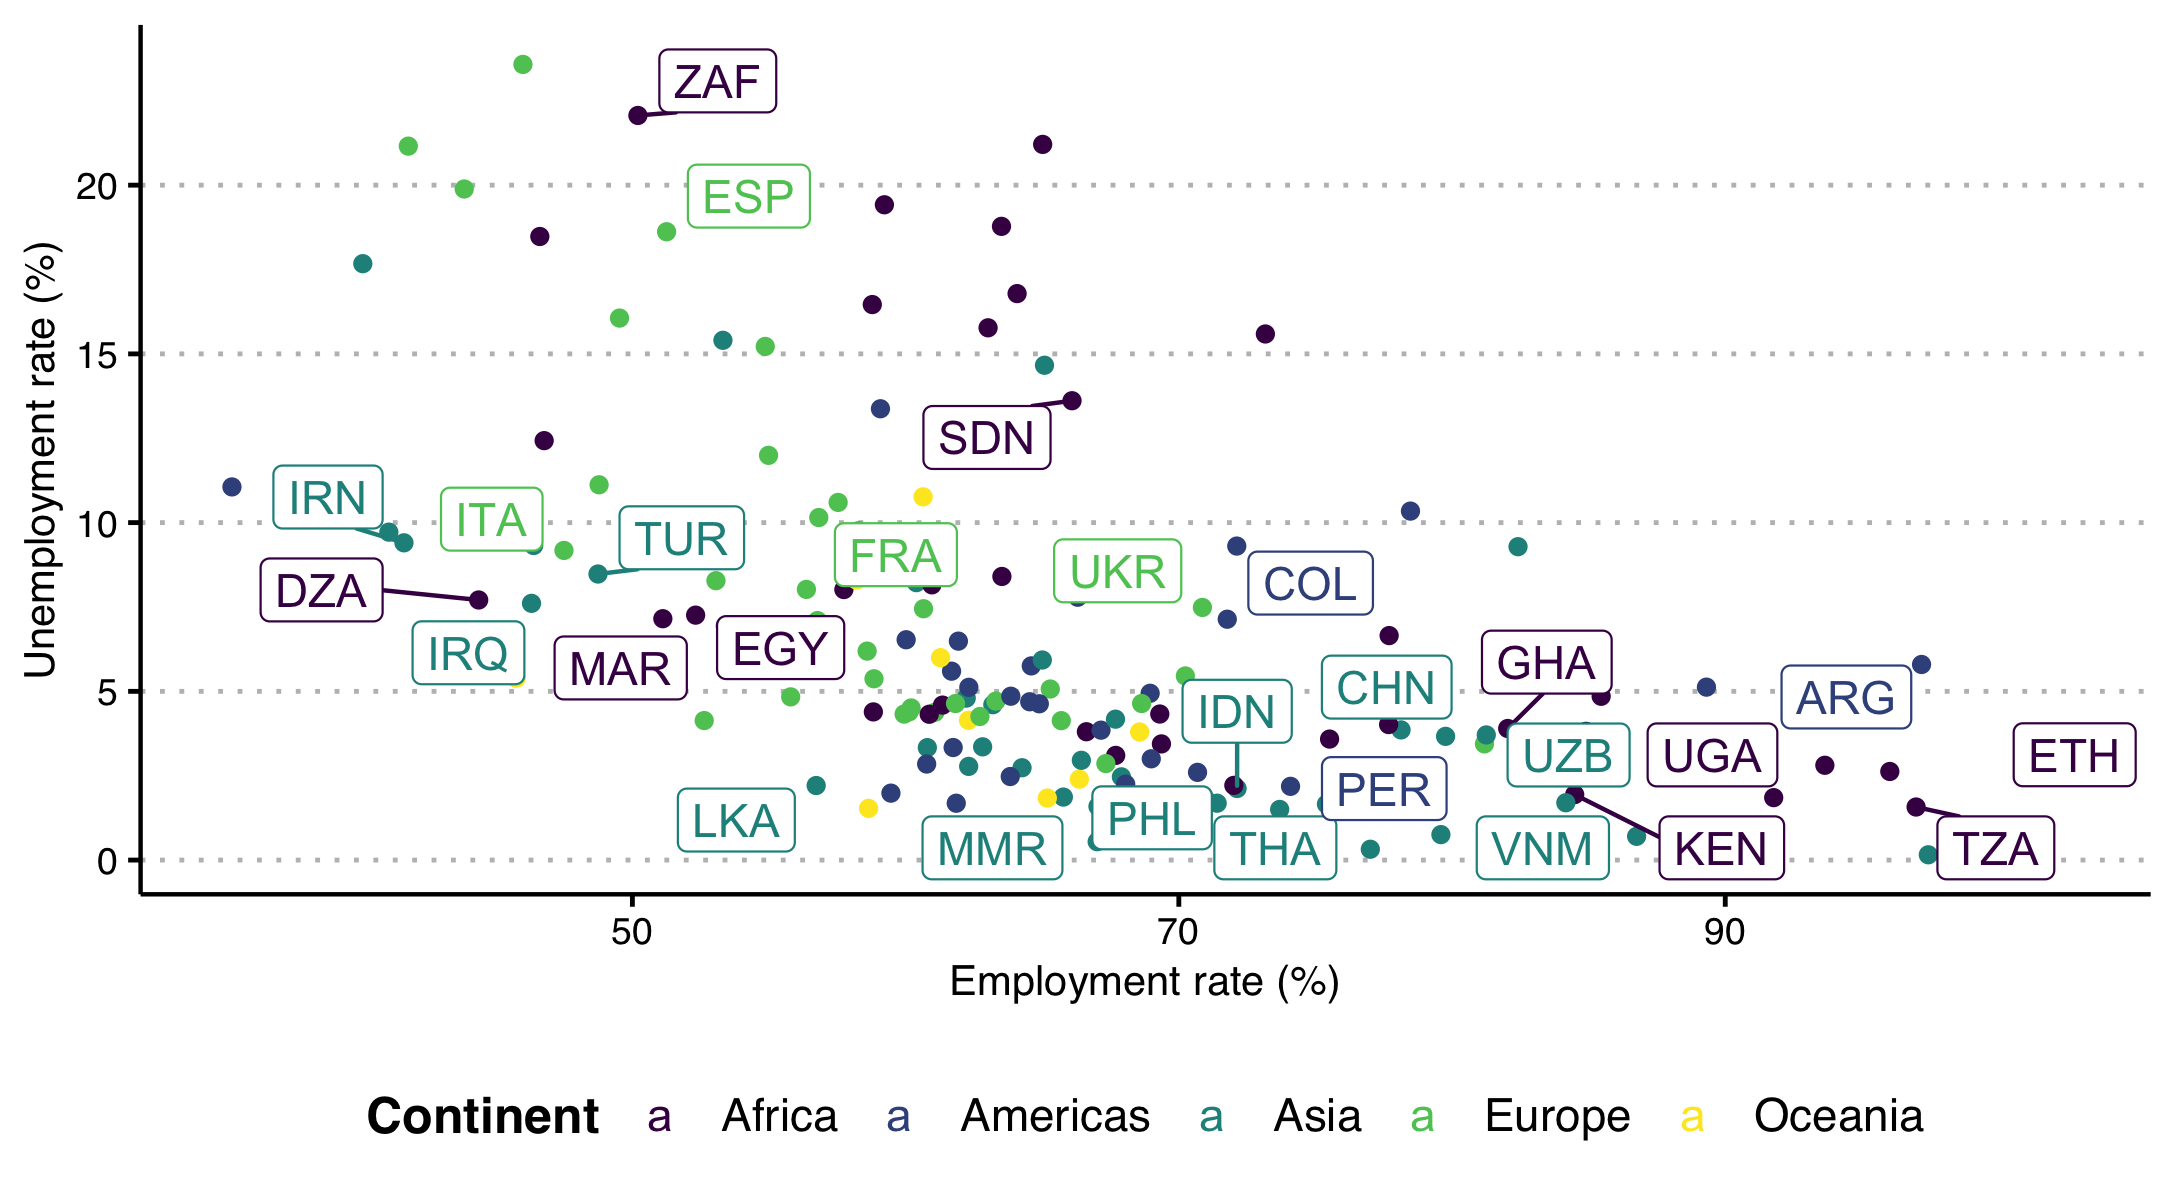 ZAF
ESP
20
15
SDN
IRN
ITA
TUR
10
FRA
UKR
COL
DZA
IRQ
MAR
EGY
GHA
CHN
5
IDN
ARG
UZB
UGA
ETH
PER
LKA
PHL
MMR
THA
VNM
KEN
TZA
0
Unemployment rate (%)
50 70 90
Employment rate (%)
Continent a Africa a Americas a Asia a Europe a Oceania